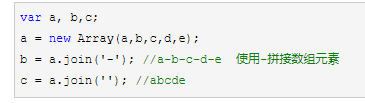 var a, b,c;
a = new Array(a,b,c,d,e);
b = a.join('-'); //a-b-c-d-e  使用-拼接数组元素
c = a.join(''); //abcde